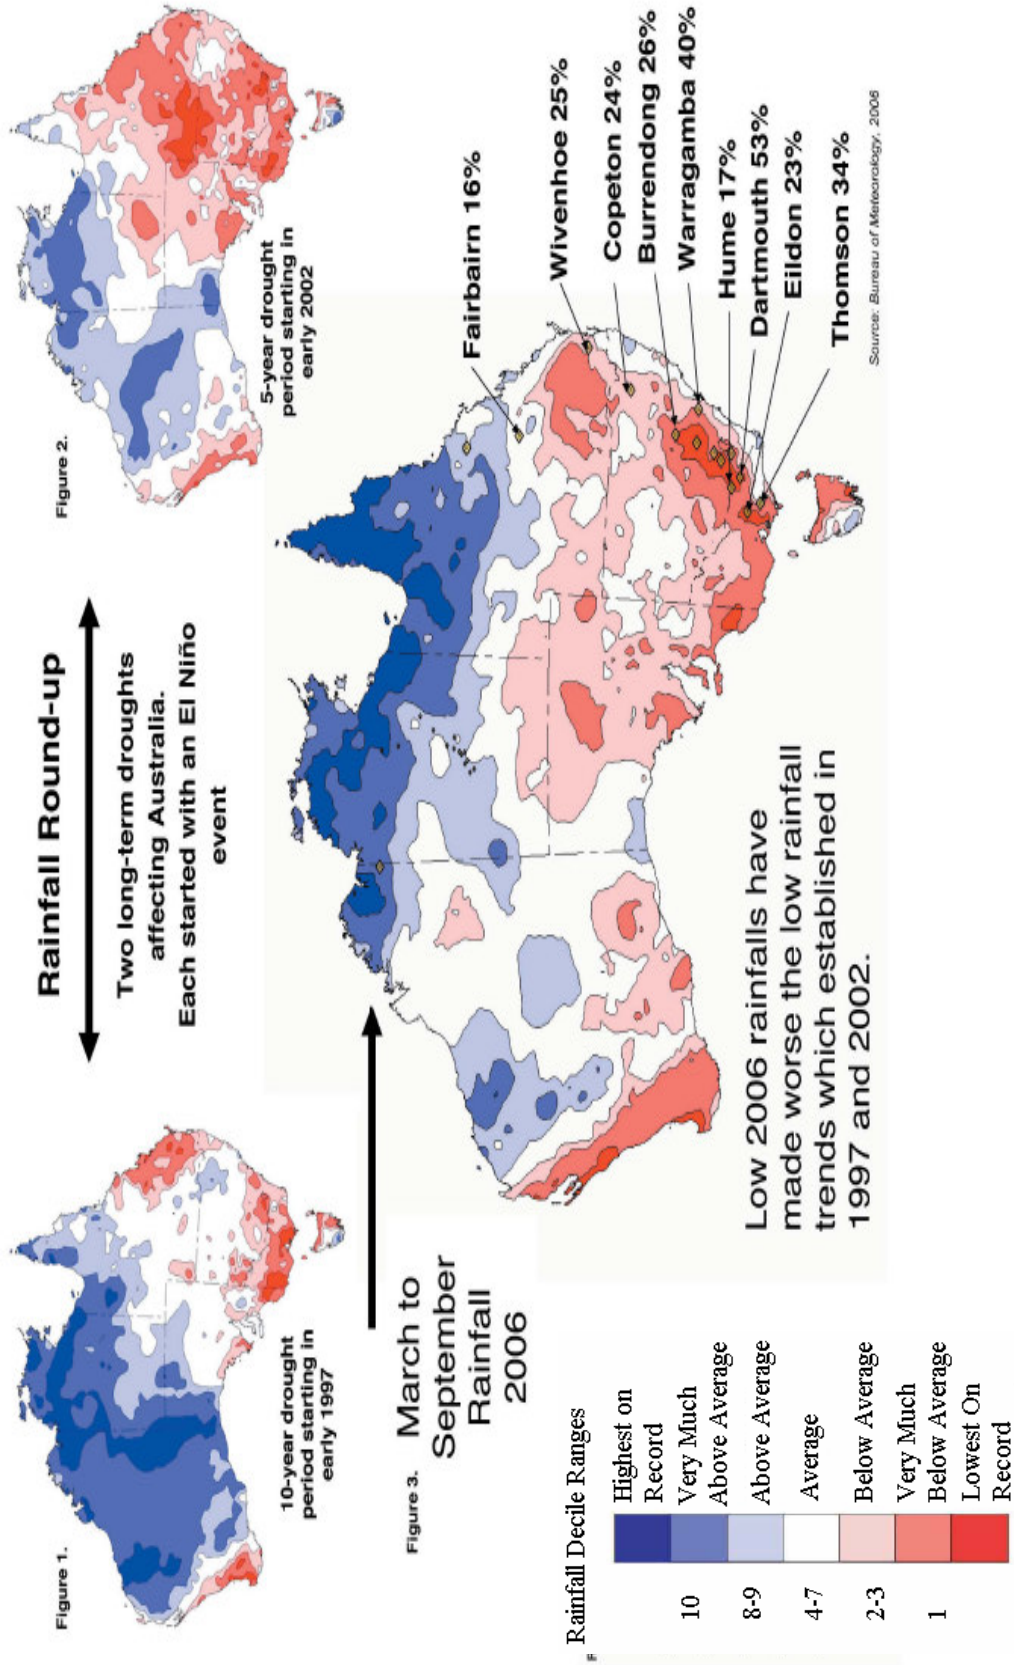 Rainfall Round-up
Two long-term droughts
affecting Australia.
Each started with an El Niño
event
Figure 1.
10-year drought
period starting in
early 1997
Figure 2.
5-year drought
period starting in
early 2002
Figure 3.
March to
September
Rainfall
2006
Fairbairn 16%
Wivenhoe 25%
Copeton 24%
Burrendong 26%
Warragamba 40%
Hume 17%
Dartmouth 53%
Eildon 23%
Thomson 34%
Source: Bureau of Meteorology, 2006
Low 2006 rainfalls have
made worse the low rainfall
trends which established in
1997 and 2002.
F
Rainfall Decile Ranges
Highest on
Record
10 Very Much
Above Average
8-9 Above Average
4-7 Average
2-3 Below Average
1 Very Much
Below Average
Lowest On
Record